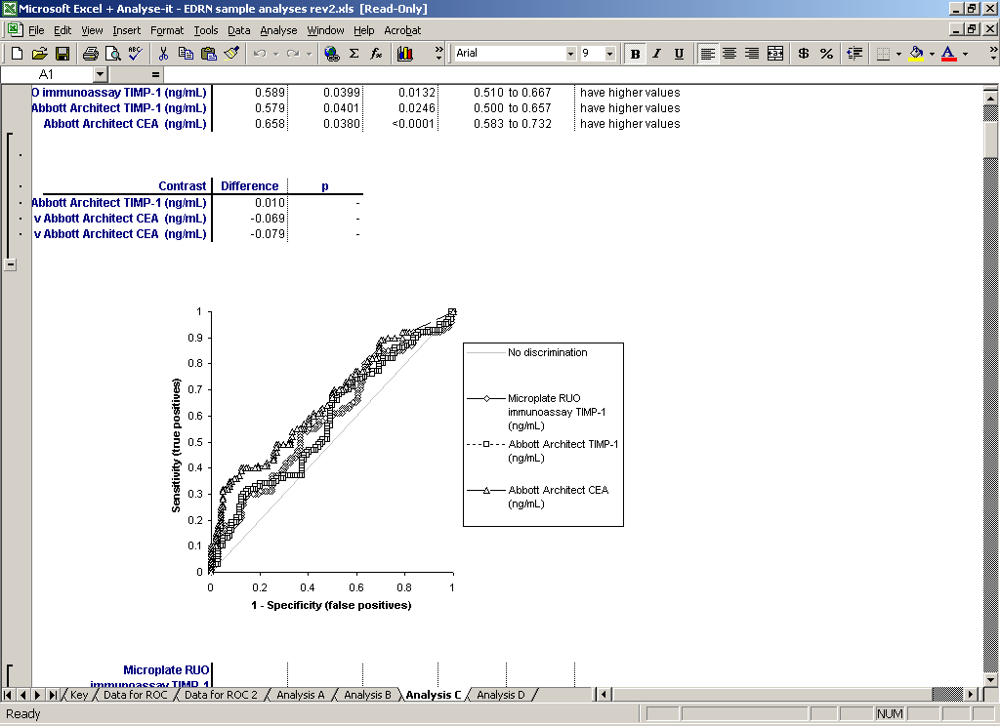 Microsoft Excel + Analyse-it - EDRN sample analyses rev2.xls [Read-Only]
File Edit View Insert Format Tools Data Analyse Window Help Acrobat
Arial 9 B I U $ %
A1 =
O immunoassay TIMP-1 (ng/mL) 0.589 0.0399 0.0132 0.510 to 0.667 have higher values
Abbott Architect TIMP-1 (ng/mL) 0.579 0.0401 0.0246 0.500 to 0.657 have higher values
Abbott Architect CEA (ng/mL) 0.658 0.0380 <0.0001 0.583 to 0.732 have higher values
Contrast Difference p
Abbott Architect TIMP-1 (ng/mL) 0.010 -
v Abbott Architect CEA (ng/mL) -0.069 -
v Abbott Architect CEA (ng/mL) -0.079 -
1
0.9
0.8
0.7
0.6
0.5
0.4
0.3
0.2
0.1
0
Sensitivity (true positives)
0 0.2 0.4 0.6 0.8 1
1 - Specificity (false positives)
No discrimination
Microplate RUO
immunoassay TIMP-1
(ng/mL)
Abbott Architect TIMP-1
(ng/mL)
Abbott Architect CEA
(ng/mL)
Microplate RUO
immunoassay TIMP-1
Key Data for ROC Data for ROC 2 Analysis A Analysis B Analysis C Analysis D
Ready NUM